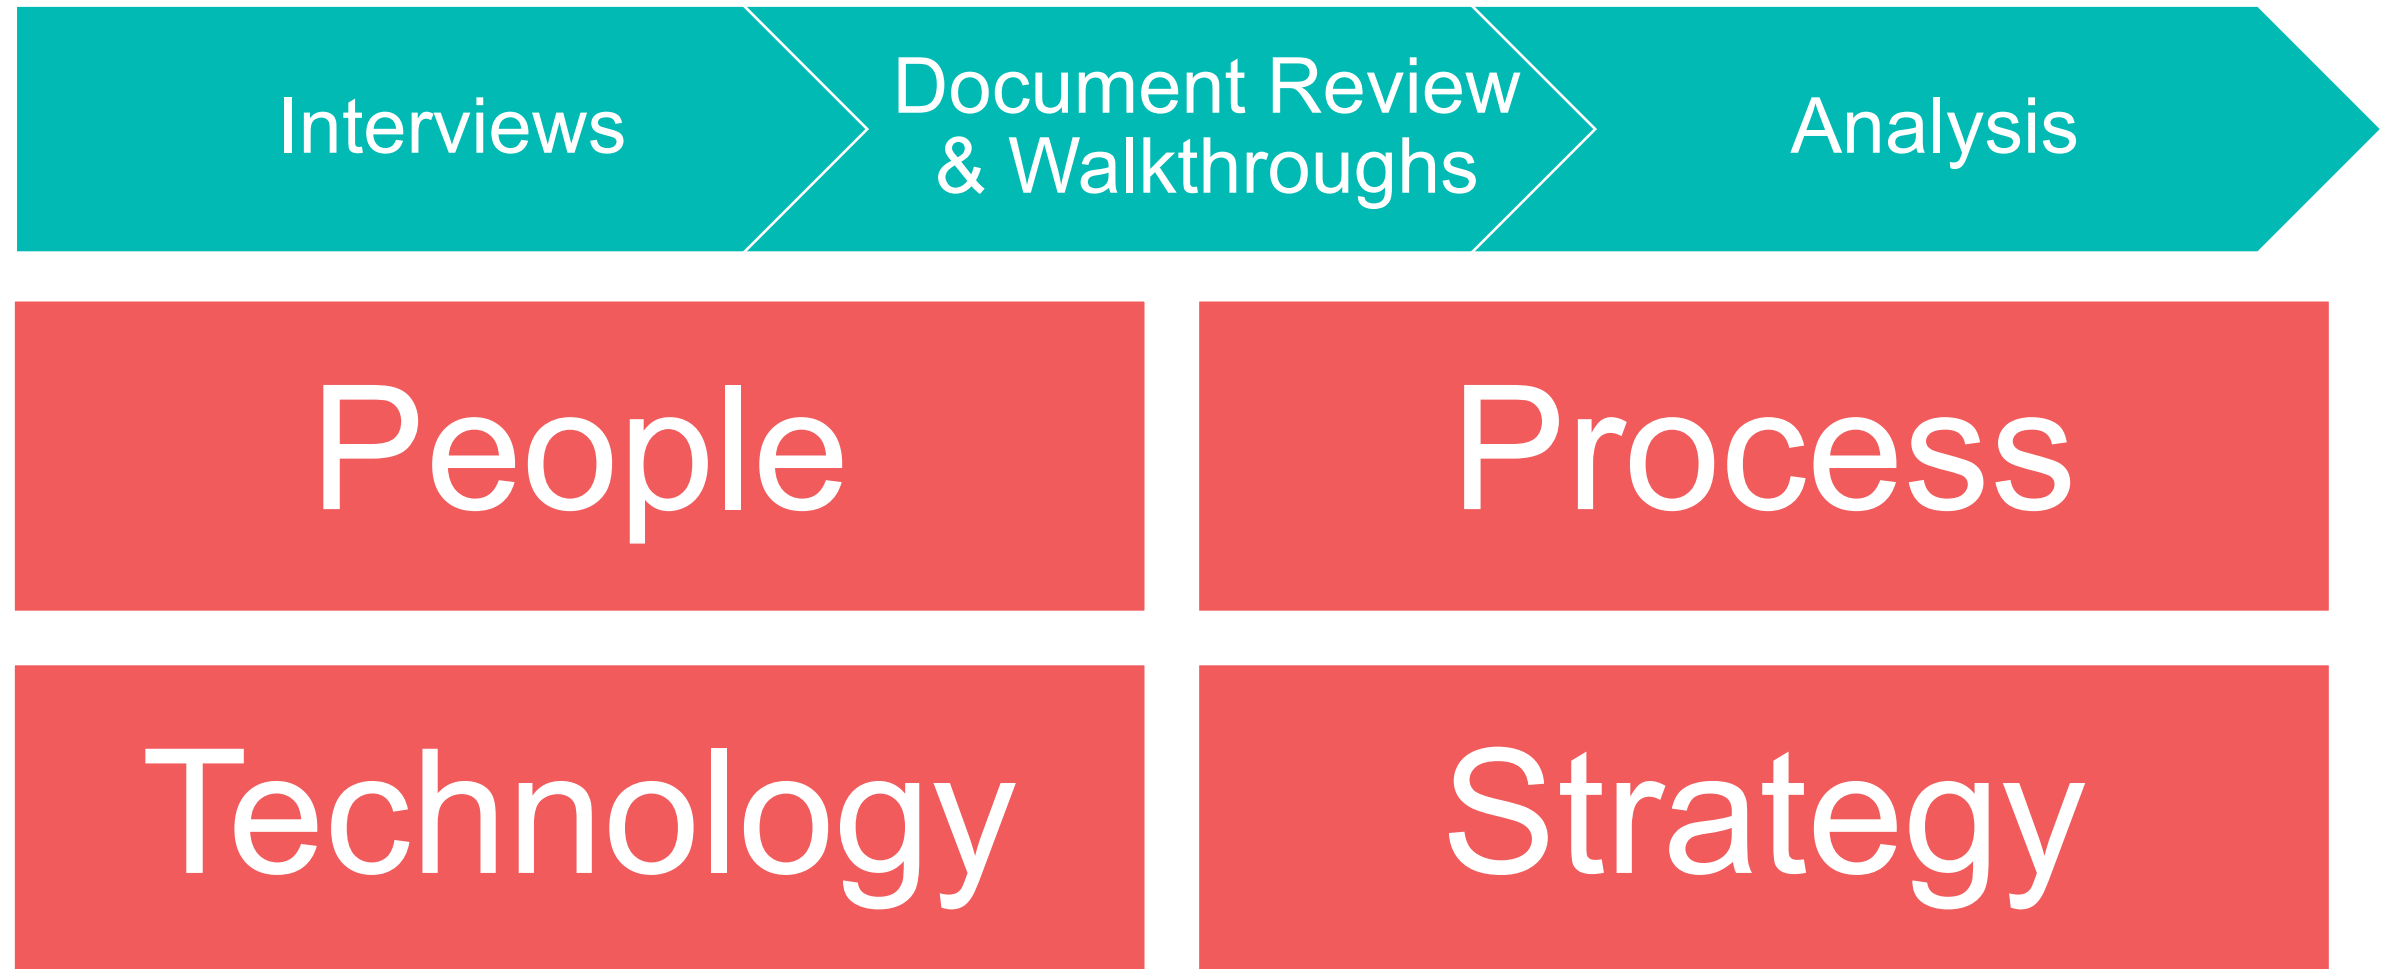 Interviews
Document Review
& Walkthroughs
Analysis
People
Process
Technology
Strategy